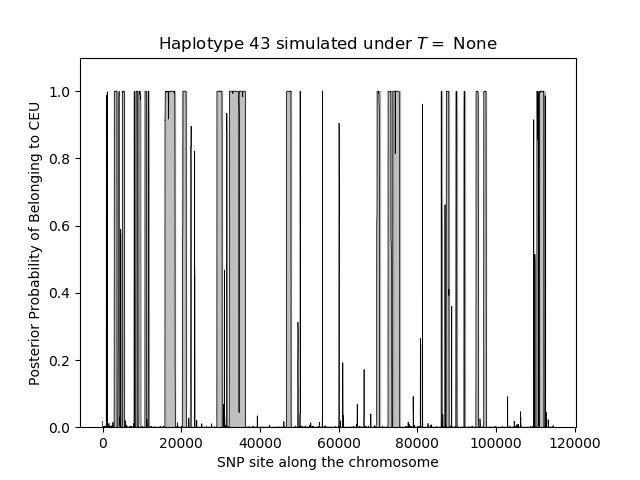 Haplotype 43 simulated under T = None
Posterior Probability of Belonging to CEU
1.0
0.8
0.6
0.4
0.2
0.0
0 20000 40000 60000 80000 100000 120000
SNP site along the chromosome